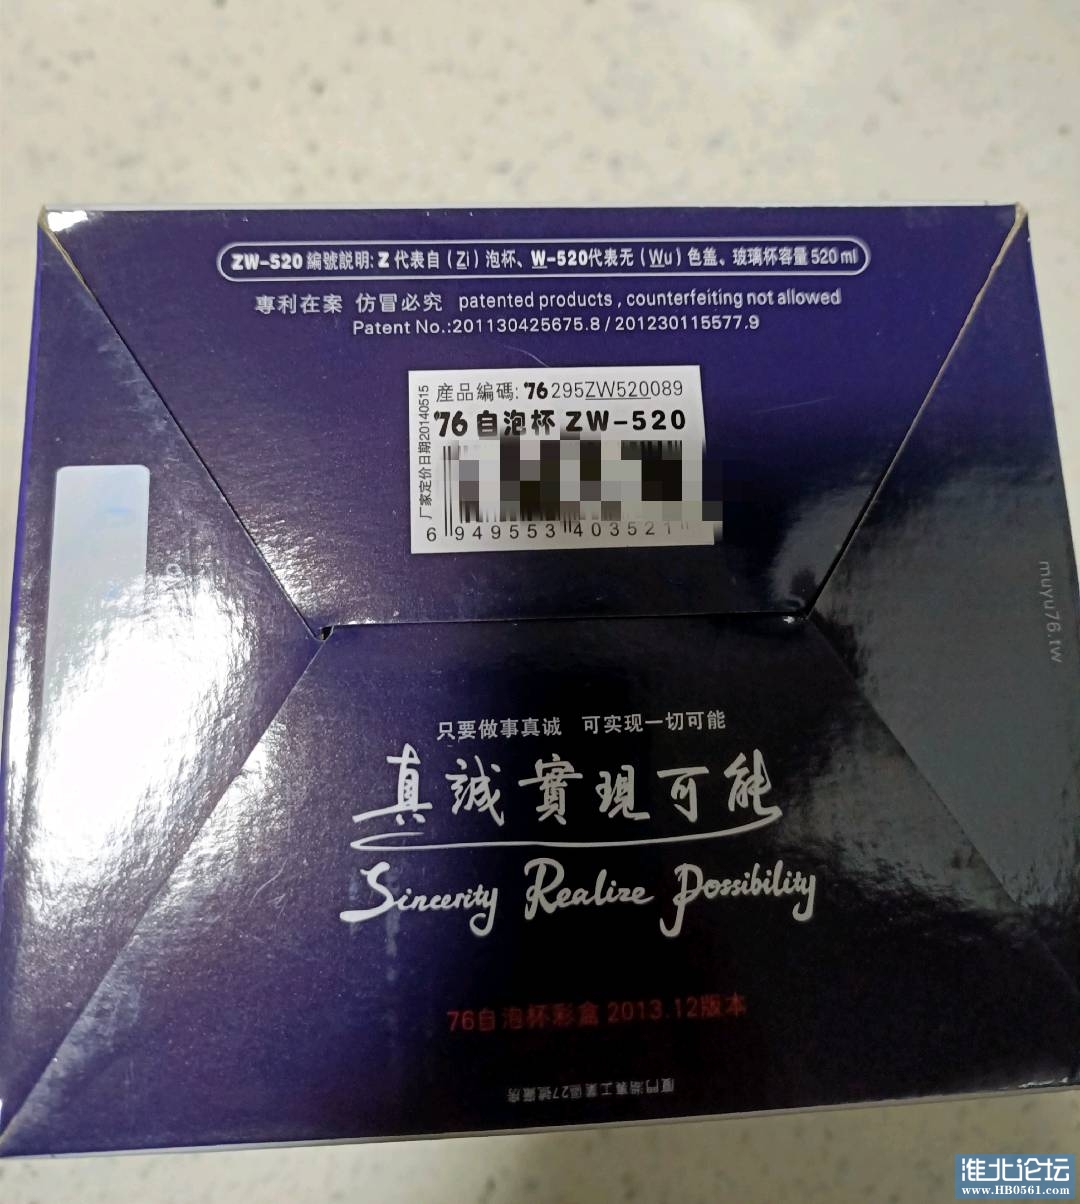 ZW-520 編號說明: Z 代表自（Zi）泡杯、W-520代表无（Wu）色盖、玻璃杯容量 520 ml
專利在案 仿冒必究 patented products , counterfeiting not allowed
Patent No.:201130425675.8 / 201230115577.9
産品編碼: '76 295ZW520089
'76 自泡杯 ZW-520
厂家定价日期20140515
6 949553 403521
muyu76.tw
只要做事真诚 可实现一切可能
真誠實現可能
Sincerity Realize Possibility
76自泡杯彩盒 2013.12版本
淮北论坛
www.HB0561.com